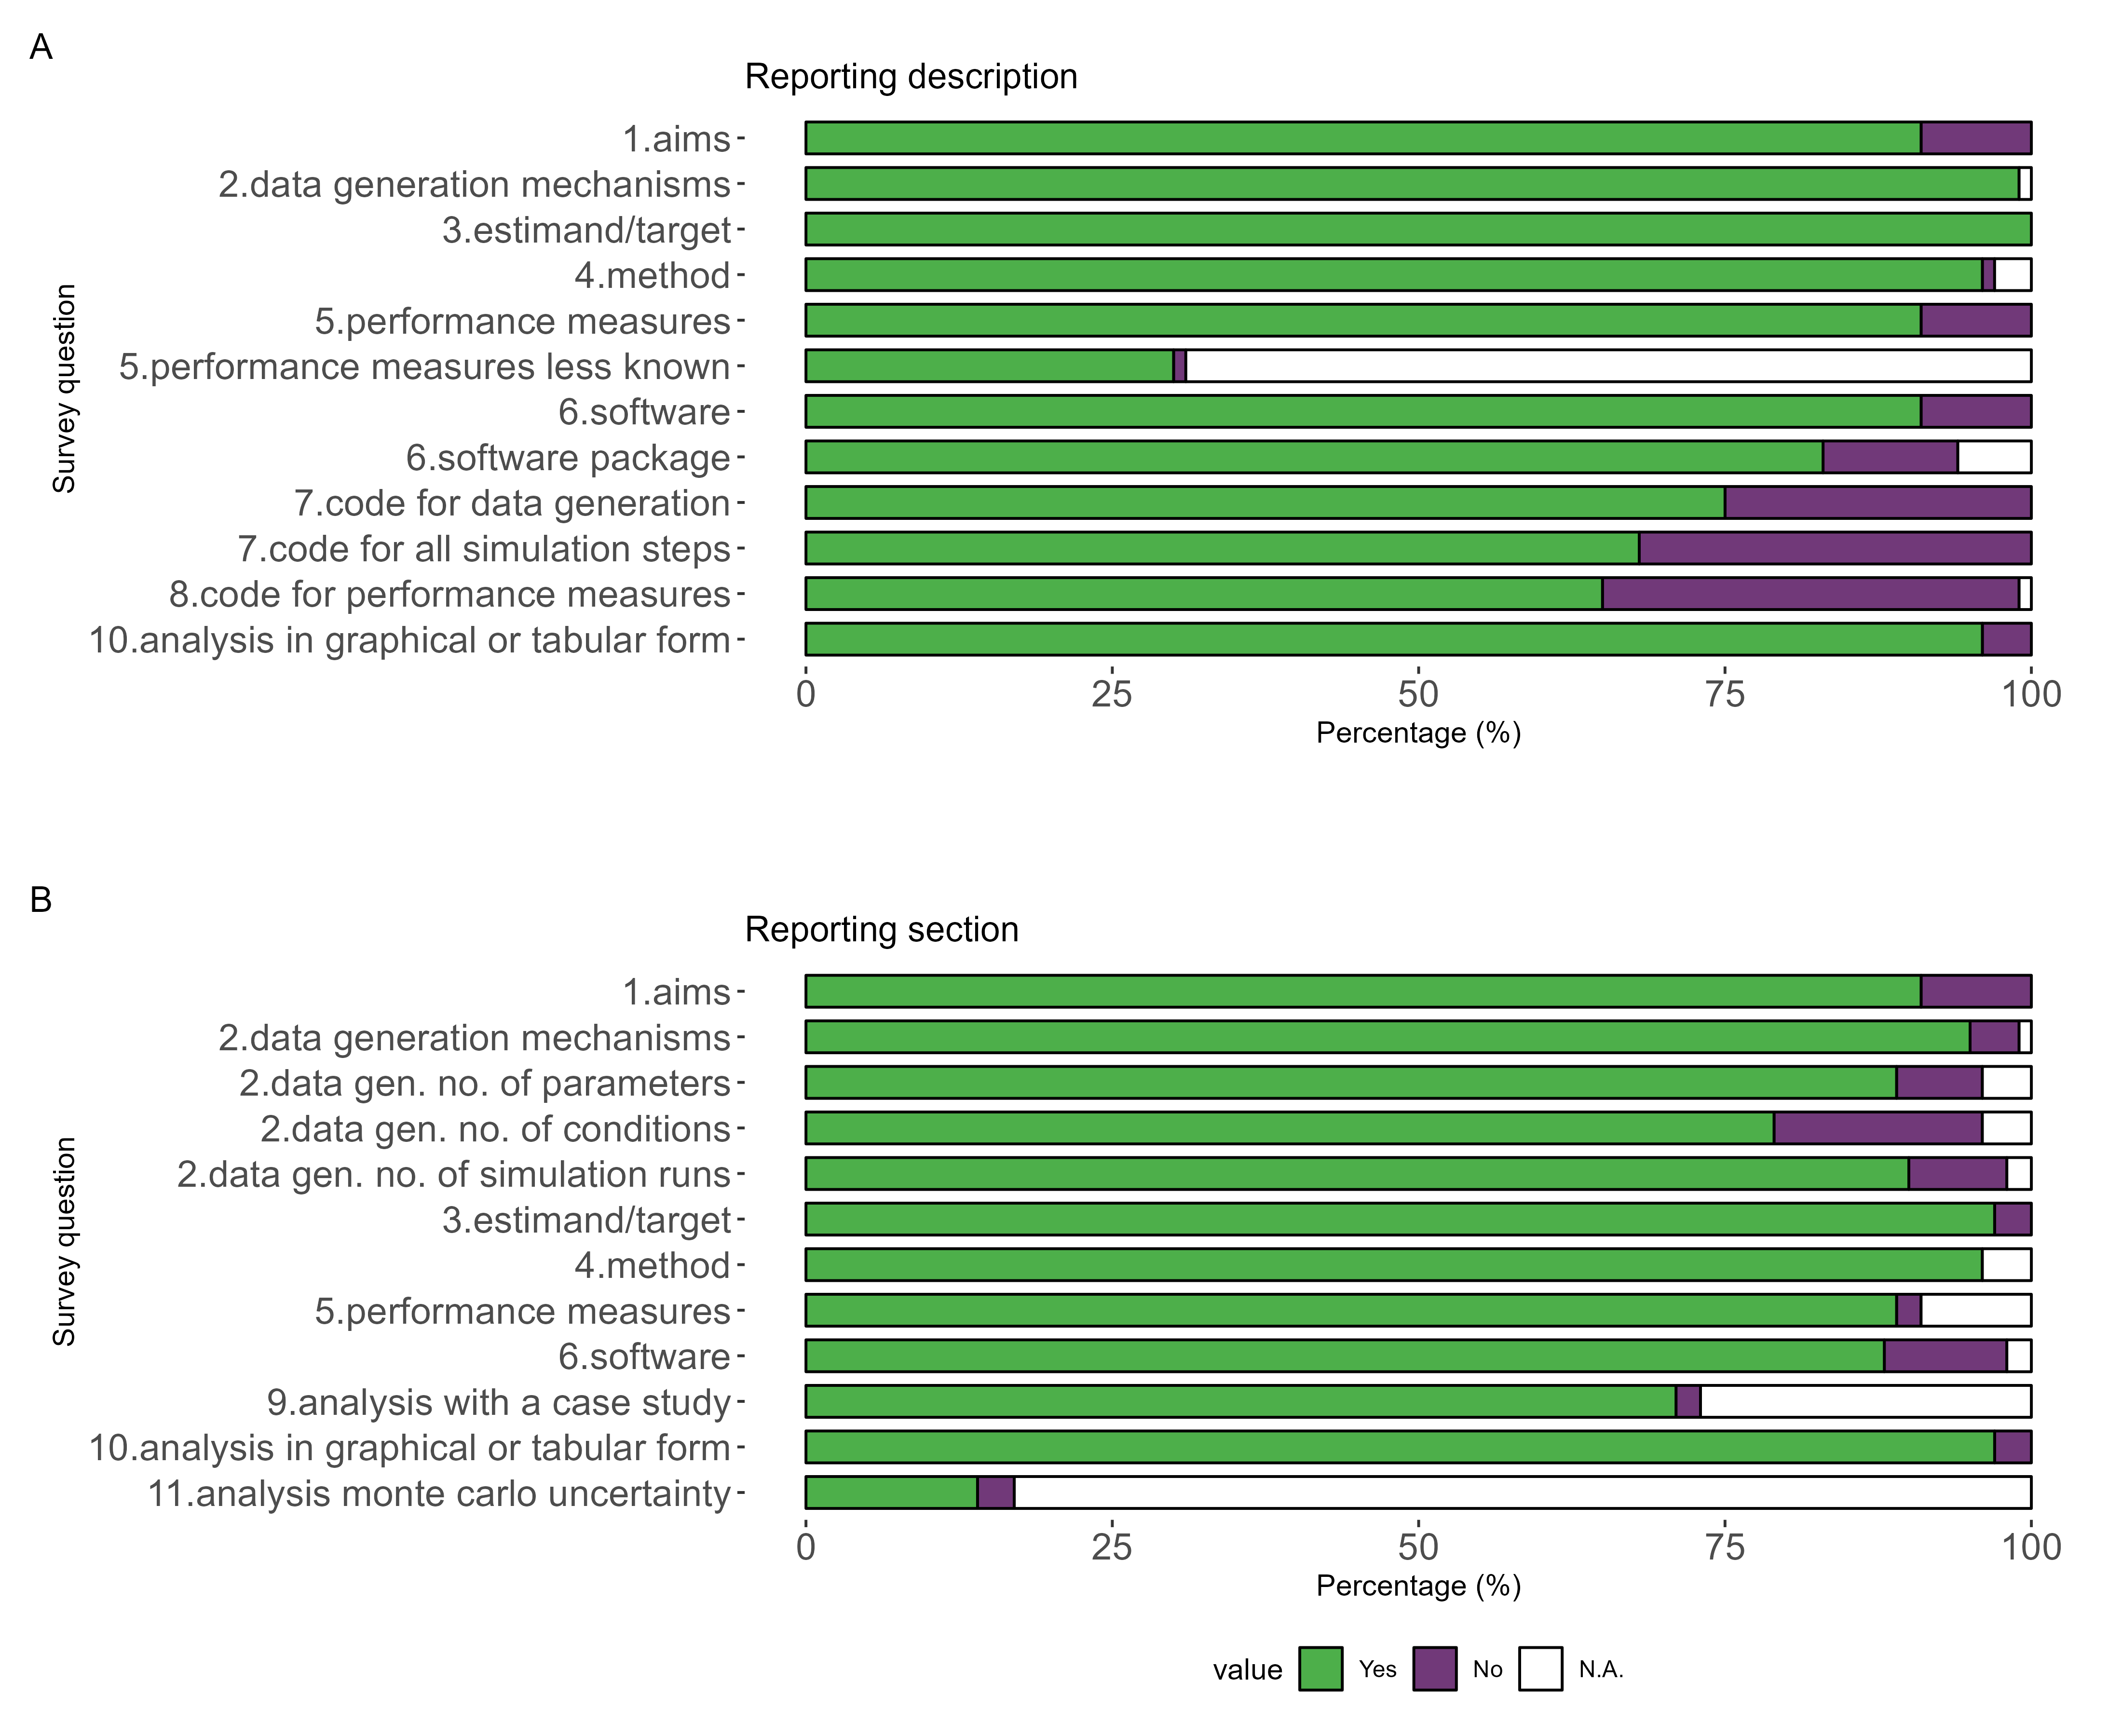 A
Reporting description
1.aims
2.data generation mechanisms
3.estimand/target
4.method
5.performance measures
5.performance measures less known
6.software
6.software package
7.code for data generation
7.code for all simulation steps
8.code for performance measures
10.analysis in graphical or tabular form
Survey question
0 25 50 75 100
Percentage (%)
B
Reporting section
1.aims
2.data generation mechanisms
2.data gen. no. of parameters
2.data gen. no. of conditions
2.data gen. no. of simulation runs
3.estimand/target
4.method
5.performance measures
6.software
9.analysis with a case study
10.analysis in graphical or tabular form
11.analysis monte carlo uncertainty
Survey question
0 25 50 75 100
Percentage (%)
value Yes No N.A.